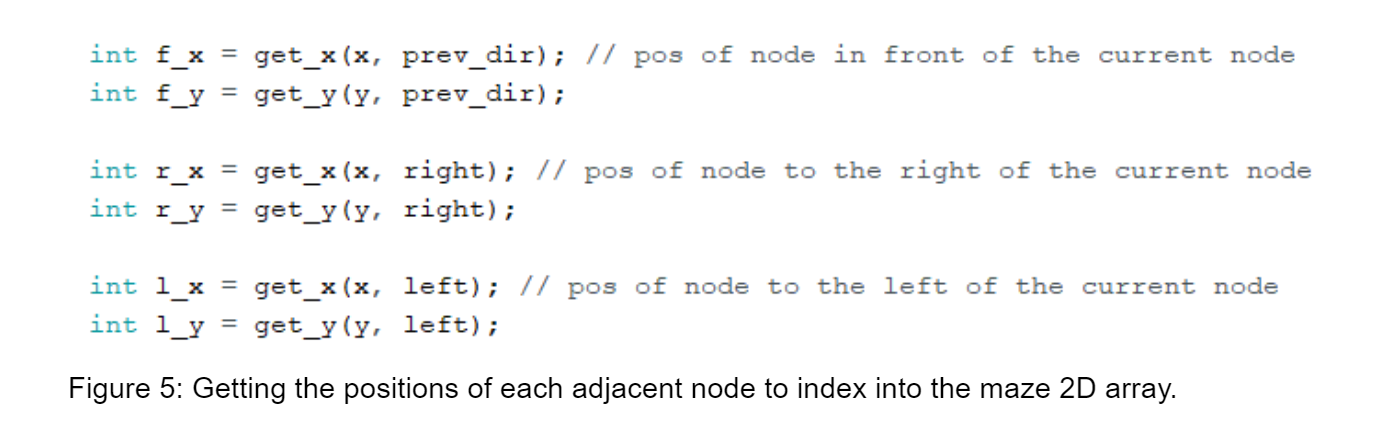 int f_x = get_x(x, prev_dir); // pos of node in front of the current node
int f_y = get_y(y, prev_dir);
int r_x = get_x(x, right); // pos of node to the right of the current node
int r_y = get_y(y, right);
int l_x = get_x(x, left); // pos of node to the left of the current node
int l_y = get_y(y, left);
Figure 5: Getting the positions of each adjacent node to index into the maze 2D array.